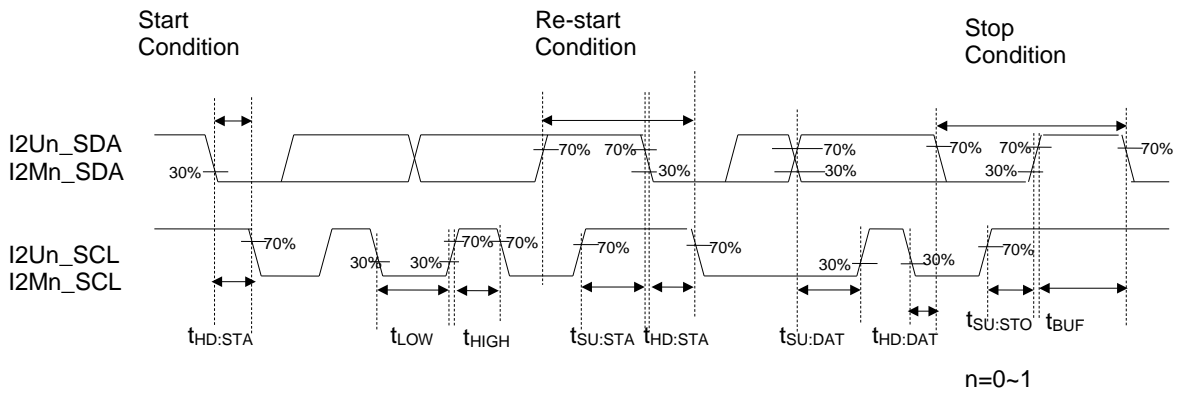 Start
Condition
Re-start
Condition
Stop
Condition
I2Un_SDA
I2Mn_SDA
30%
70% 70%
30%
70%
30%
70% 70%
30%
70%
I2Un_SCL
I2Mn_SCL
70%
30% 30%
70% 70%
70%
70%
30%
30%
70%
tHD:STA
tLOW
tHIGH
tSU:STA
tHD:STA
tSU:DAT
tHD:DAT
tSU:STO
tBUF
n=0~1